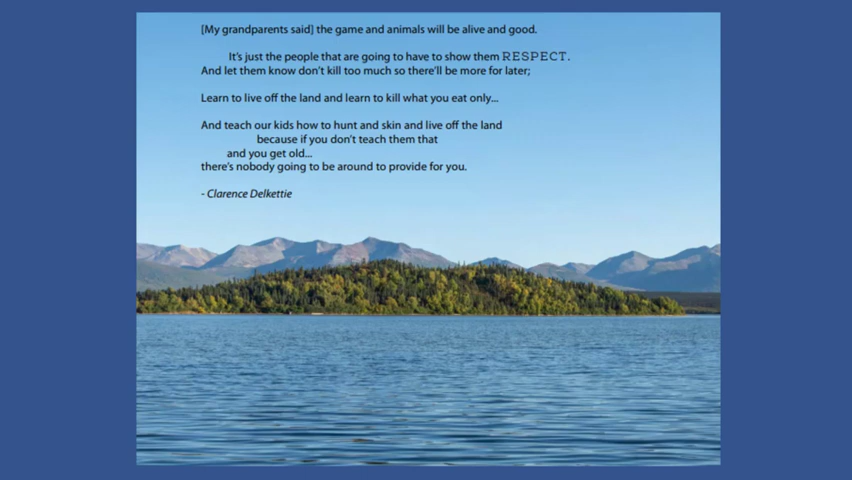 [My grandparents said] the game and animals will be alive and good.
It's just the people that are going to have to show them RESPECT.
And let them know don't kill too much so there'll be more for later;
Learn to live off the land and learn to kill what you eat only...
And teach our kids how to hunt and skin and live off the land
because if you don't teach them that
and you get old...
there's nobody going to be around to provide for you.
- Clarence Delkettie